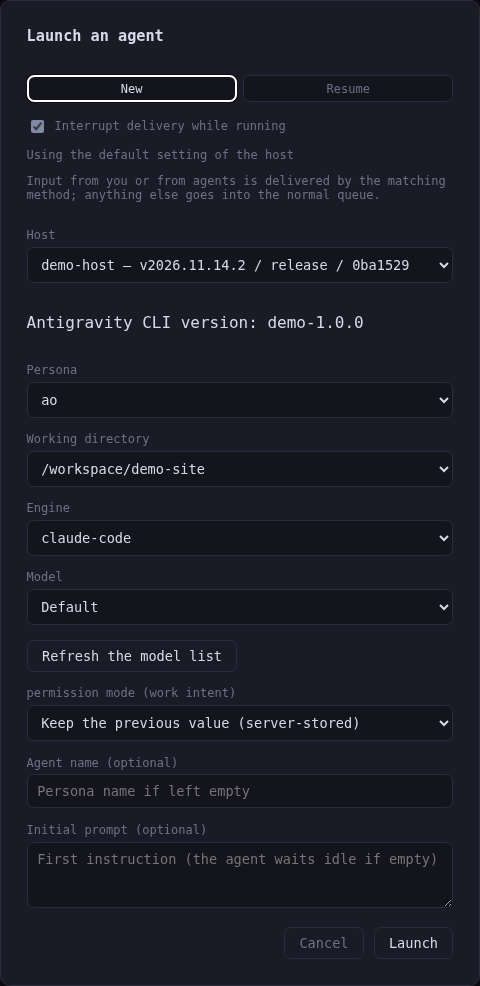 Launch an agent
New
Resume
Interrupt delivery while running
Using the default setting of the host
Input from you or from agents is delivered by the matching
method; anything else goes into the normal queue.
Host
demo-host — v2026.11.14.2 / release / 0ba1529
Antigravity CLI version: demo-1.0.0
Persona
ao
Working directory
/workspace/demo-site
Engine
claude-code
Model
Default
Refresh the model list
permission mode (work intent)
Keep the previous value (server-stored)
Agent name (optional)
Persona name if left empty
Initial prompt (optional)
First instruction (the agent waits idle if empty)
Cancel
Launch